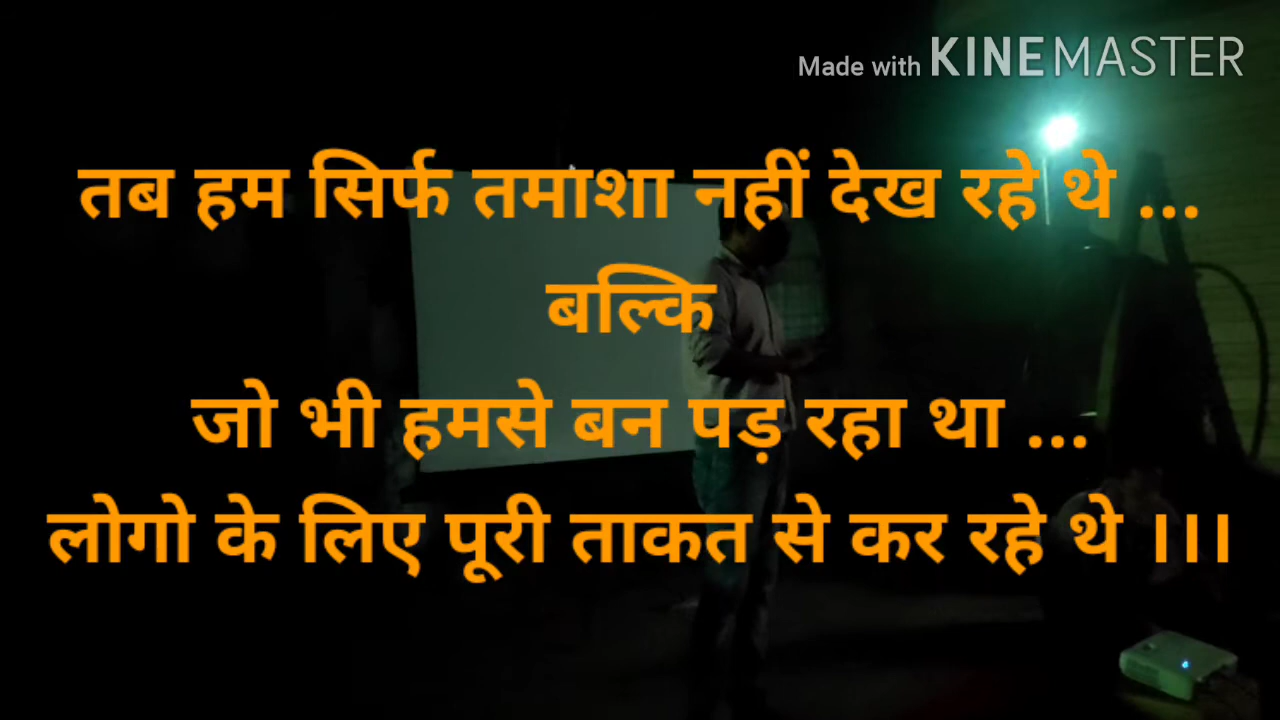 Made with KINEMASTER
तब हम सिर्फ तमाशा नहीं देख रहे थे ...
बल्कि
जो भी हमसे बन पड़ रहा था ...
लोगो के लिए पूरी ताकत से कर रहे थे ।।।